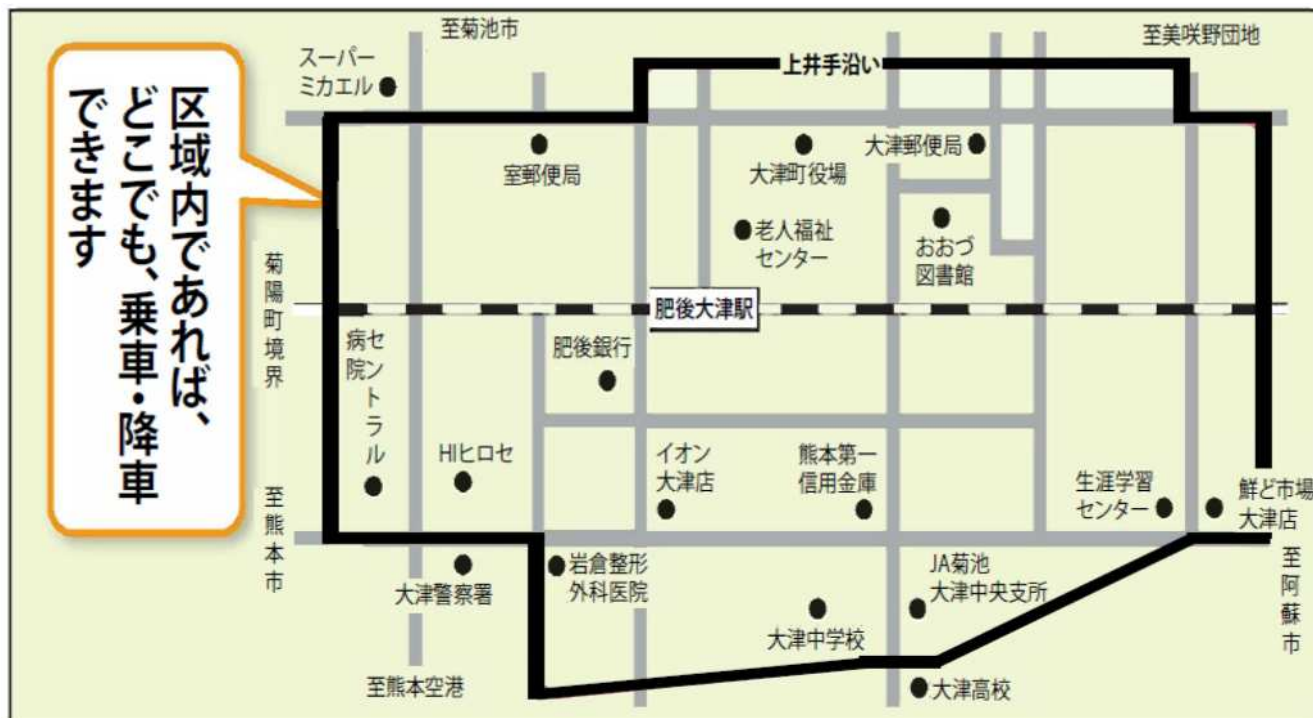 区域内であれば、
どこでも、乗車・降車
できます
至菊池市
至美咲野団地
スーパー
ミカエル
上井手沿い
室郵便局
大津町役場
大津郵便局
老人福祉
センター
おおづ
図書館
菊陽町境界
肥後大津駅
セントラル
病院
肥後銀行
HIヒロセ
イオン
大津店
熊本第一
信用金庫
生涯学習
センター
鮮ど市場
大津店
至熊本市
大津警察署
岩倉整形
外科医院
JA菊池
大津中央支所
至阿蘇市
大津中学校
至熊本空港
大津高校